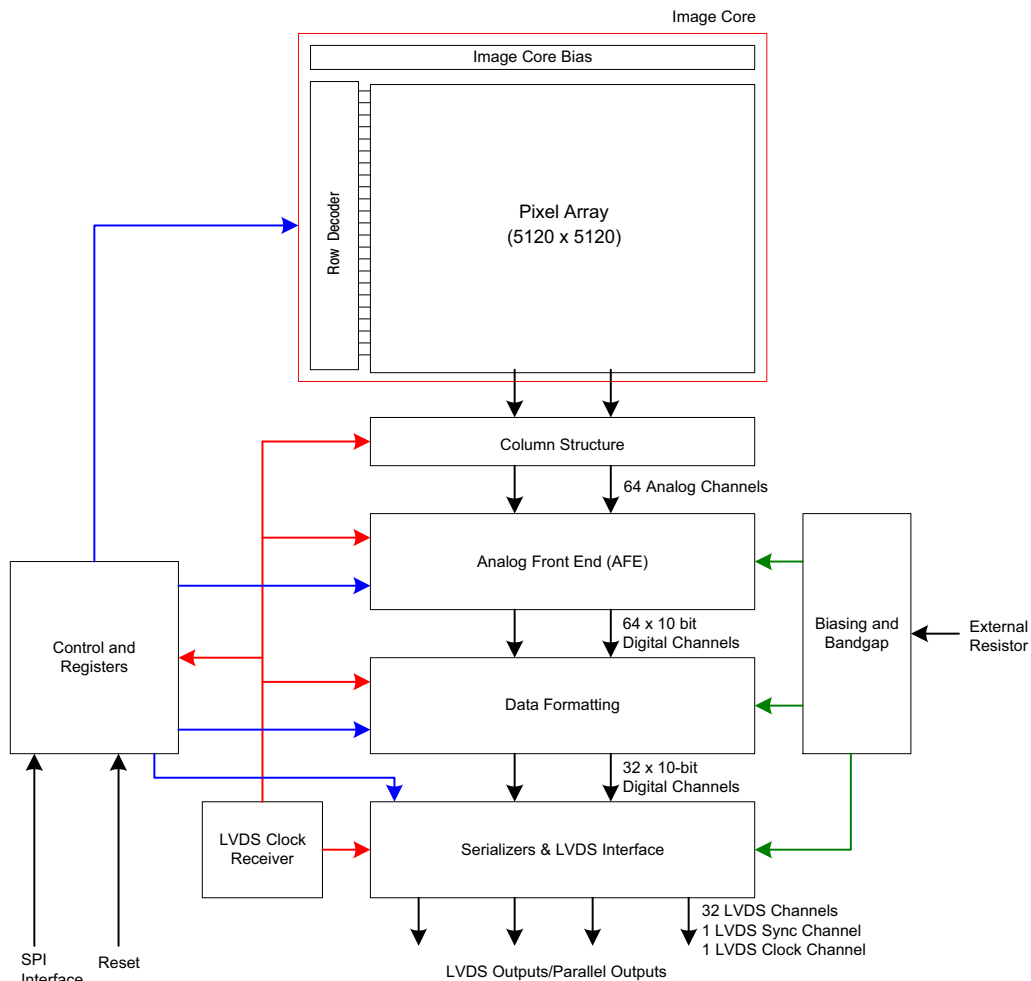 Image Core
Image Core Bias
Row Decoder
Pixel Array
(5120 x 5120)
Column Structure
64 Analog Channels
Analog Front End (AFE)
64 x 10 bit
Digital Channels
Biasing and
Bandgap
External
Resistor
Control and
Registers
Data Formatting
32 x 10-bit
Digital Channels
LVDS Clock
Receiver
Serializers & LVDS Interface
32 LVDS Channels
1 LVDS Sync Channel
1 LVDS Clock Channel
SPI
Interface
Reset
LVDS Outputs/Parallel Outputs